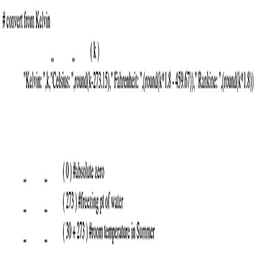 # convert from Kelvin
_ _ ( k )
"Kelvin: ",k,"Celsius: ",round(k-273.15)," Fahrenheit: ",(round(k*1.8 - 459.67))," Rankine: ",(round(k*1.8))
_ _ ( 0 ) #absolute zero
_ _ ( 273 ) #freezing pt of water
_ _ ( 30 + 273 ) #room temperature in Summer